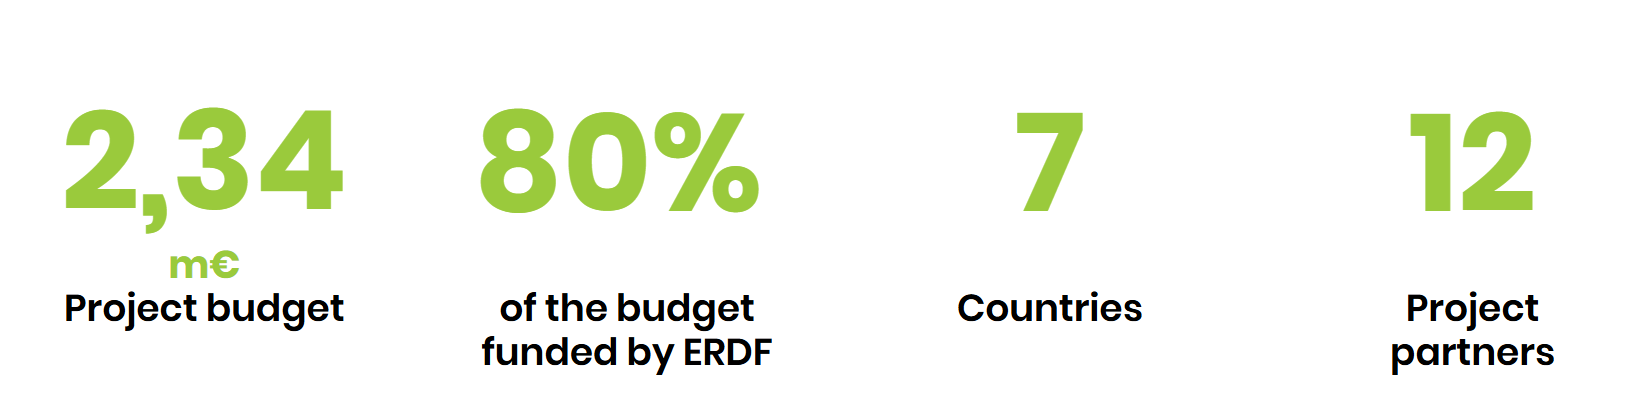 2,34
m€
Project budget
80%
of the budget
funded by ERDF
7
Countries
12
Project
partners